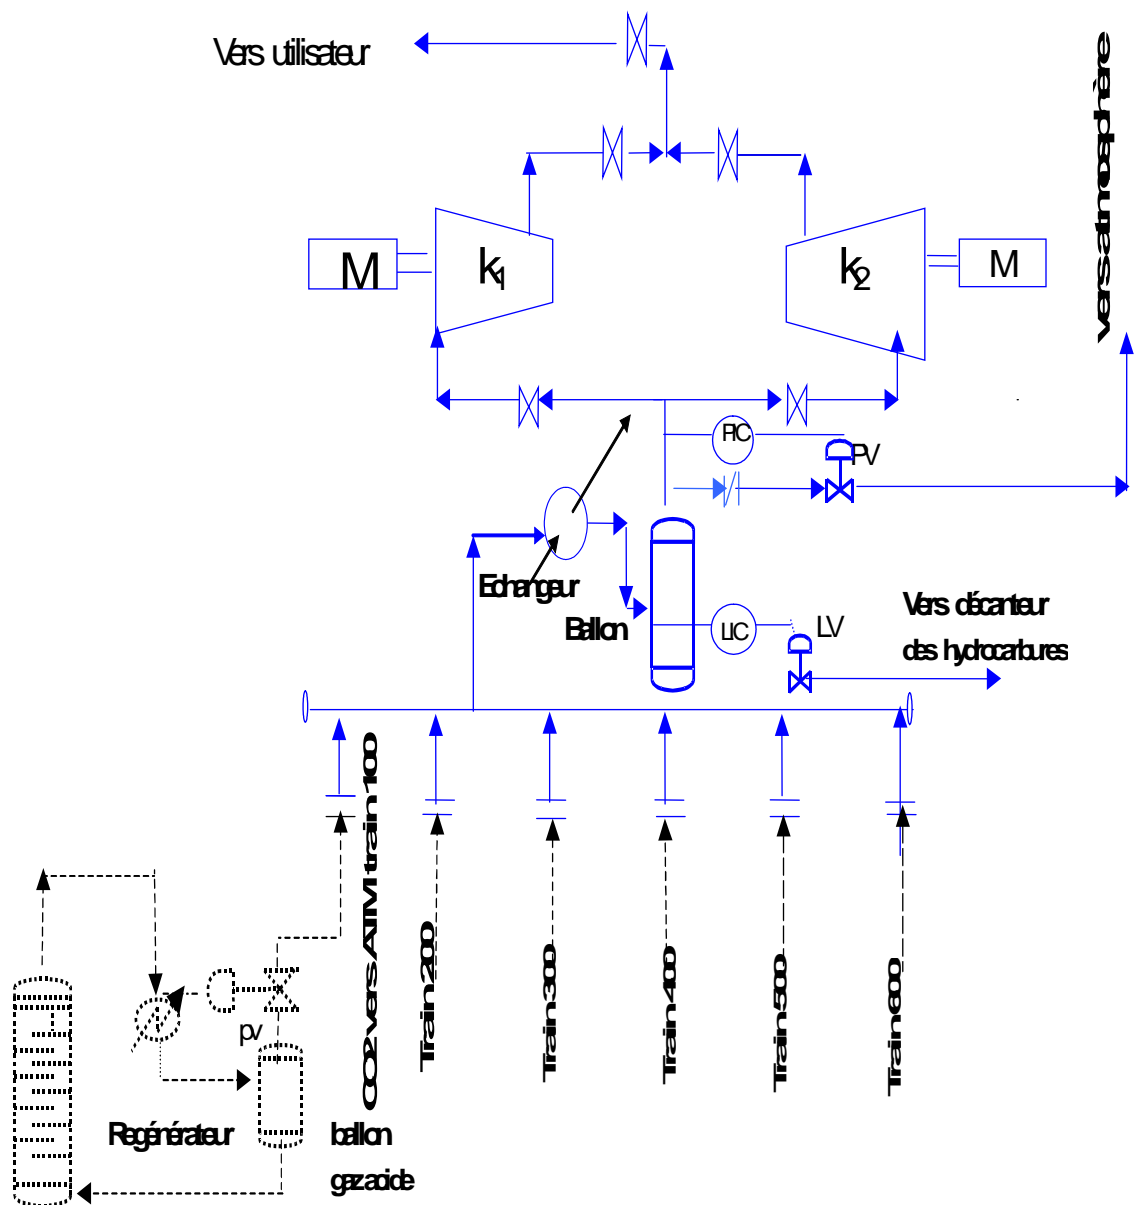 Vers utilisateur
vers atmosphère
M
k1
k2
M
PIC
PV
Echangeur
Ballon
LIC
LV
Vers décanteur
des hydrocarbures
CO2 vers ATM train 100
Train 200
Train 300
Train 400
Train 500
Train 600
pv
Regénérateur
ballon
gaz acide